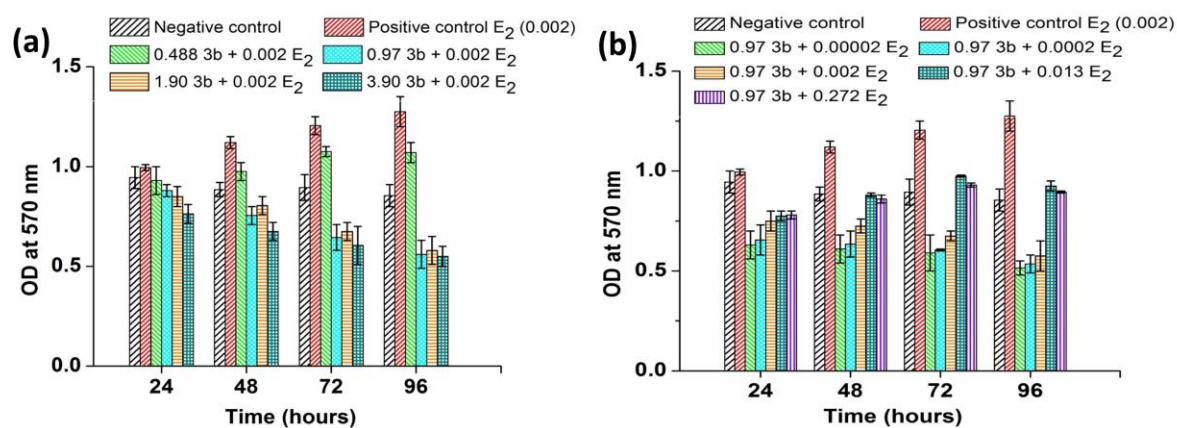 (a)
Negative control
Positive control E2 (0.002)
0.488 3b + 0.002 E2
0.97 3b + 0.002 E2
1.90 3b + 0.002 E2
3.90 3b + 0.002 E2
1.5
1.0
0.5
0.0
OD at 570 nm
24 48 72 96
Time (hours)
(b)
Negative control
Positive control E2 (0.002)
0.97 3b + 0.00002 E2
0.97 3b + 0.0002 E2
0.97 3b + 0.002 E2
0.97 3b + 0.013 E2
0.97 3b + 0.272 E2
1.5
1.0
0.5
0.0
OD at 570 nm
24 48 72 96
Time (hours)